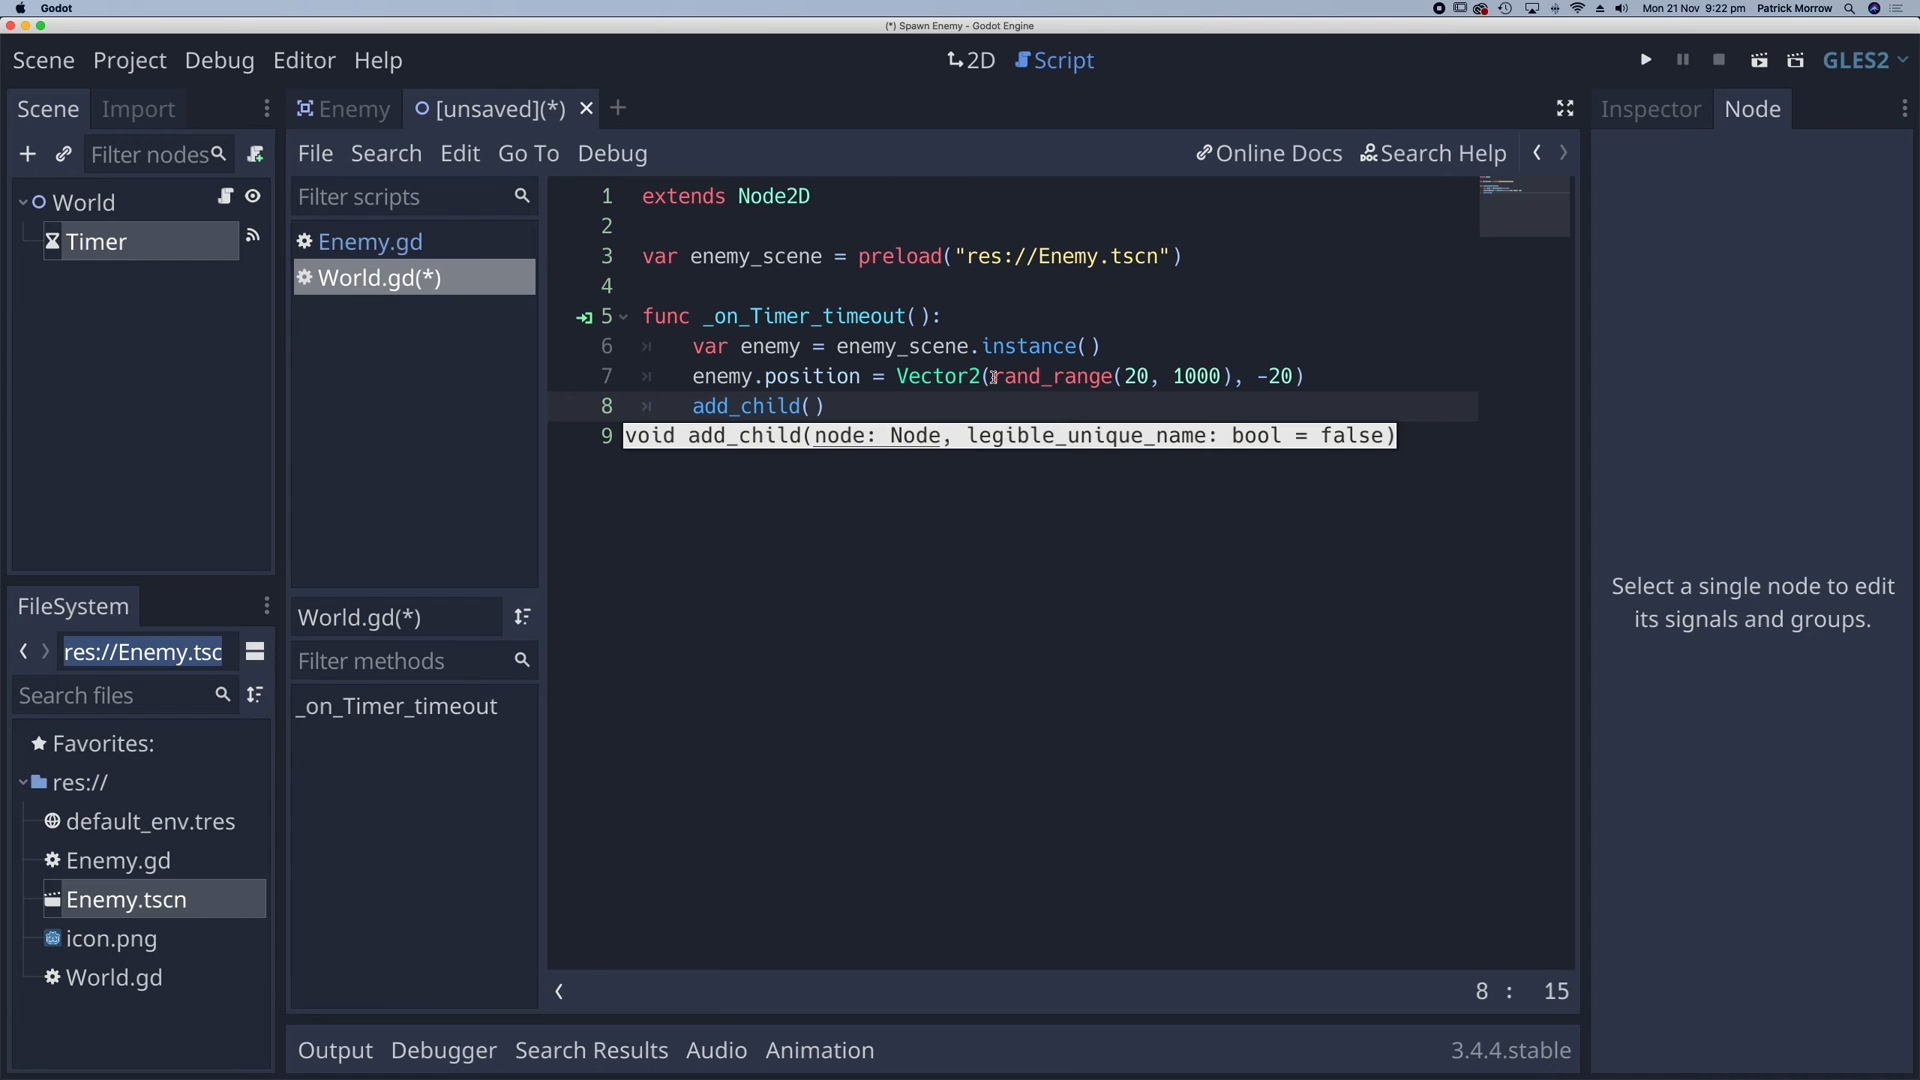 Godot
Mon 21 Nov 9:22 pm Patrick Morrow
(*) Spawn Enemy - Godot Engine
Scene Project Debug Editor Help
2D Script
GLES2
Scene Import
Enemy [unsaved](*)
Inspector Node
Filter nodes
File Search Edit Go To Debug
Online Docs Search Help
World
Timer
Filter scripts
Enemy.gd
World.gd(*)
1 extends Node2D
2
3 var enemy_scene = preload("res://Enemy.tscn")
4
5 func _on_Timer_timeout():
6 var enemy = enemy_scene.instance()
7 enemy.position = Vector2(rand_range(20, 1000), -20)
8 add_child()
9 void add_child(node: Node, legible_unique_name: bool = false)
Select a single node to edit
its signals and groups.
FileSystem
res://Enemy.tsc
Search files
Favorites:
res://
default_env.tres
Enemy.gd
Enemy.tscn
icon.png
World.gd
World.gd(*)
Filter methods
_on_Timer_timeout
8 : 15
Output Debugger Search Results Audio Animation
3.4.4.stable